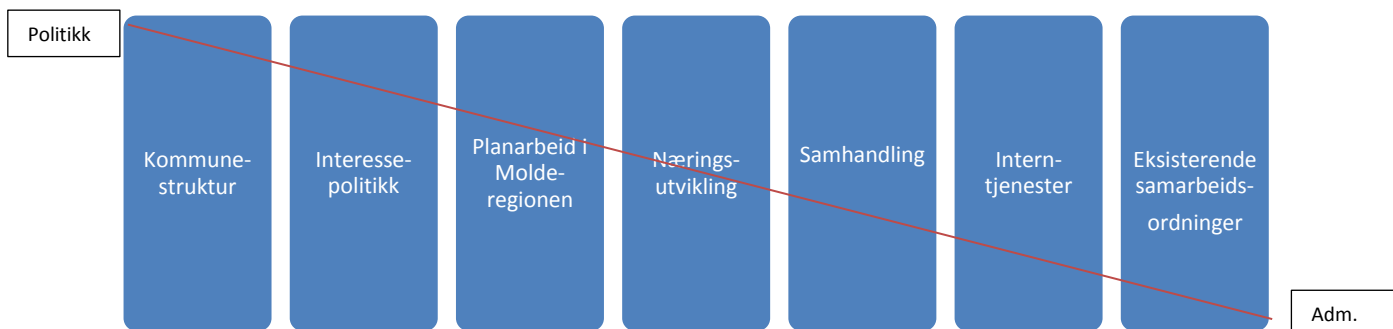 Politikk
Kommune-
struktur
Interesse-
politikk
Planarbeid i
Molde-
regionen
Nærings-
utvikling
Samhandling
Intern-
tjenester
Eksisterende
samarbeids-
ordninger
Adm.